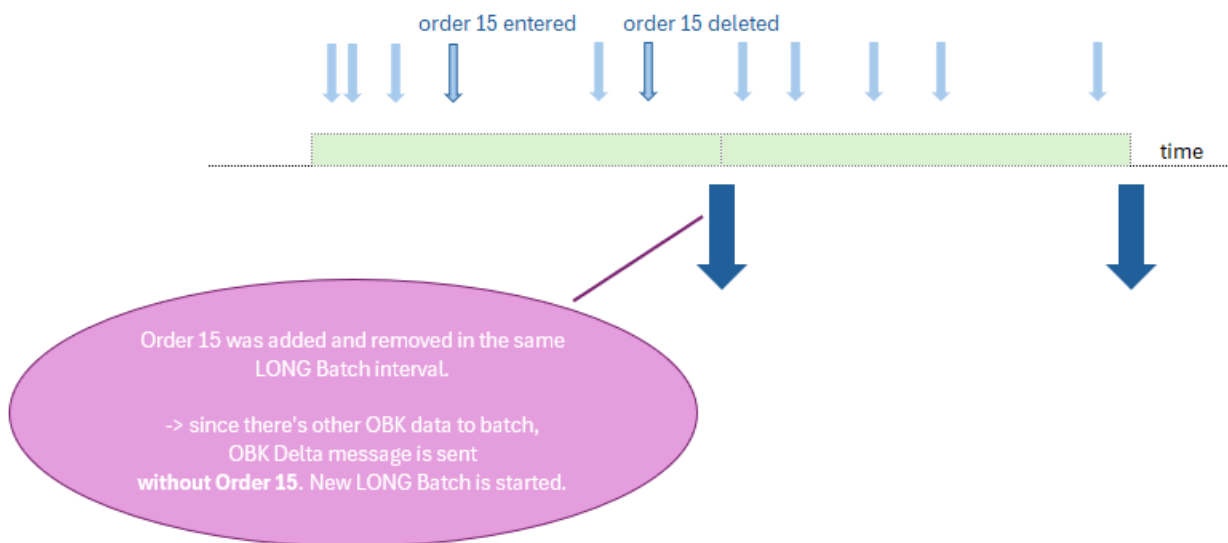 order 15 entered
order 15 deleted
time
Order 15 was added and removed in the same
LONG Batch interval.
-> since there's other OBK data to batch,
OBK Delta message is sent
without Order 15. New LONG Batch is started.